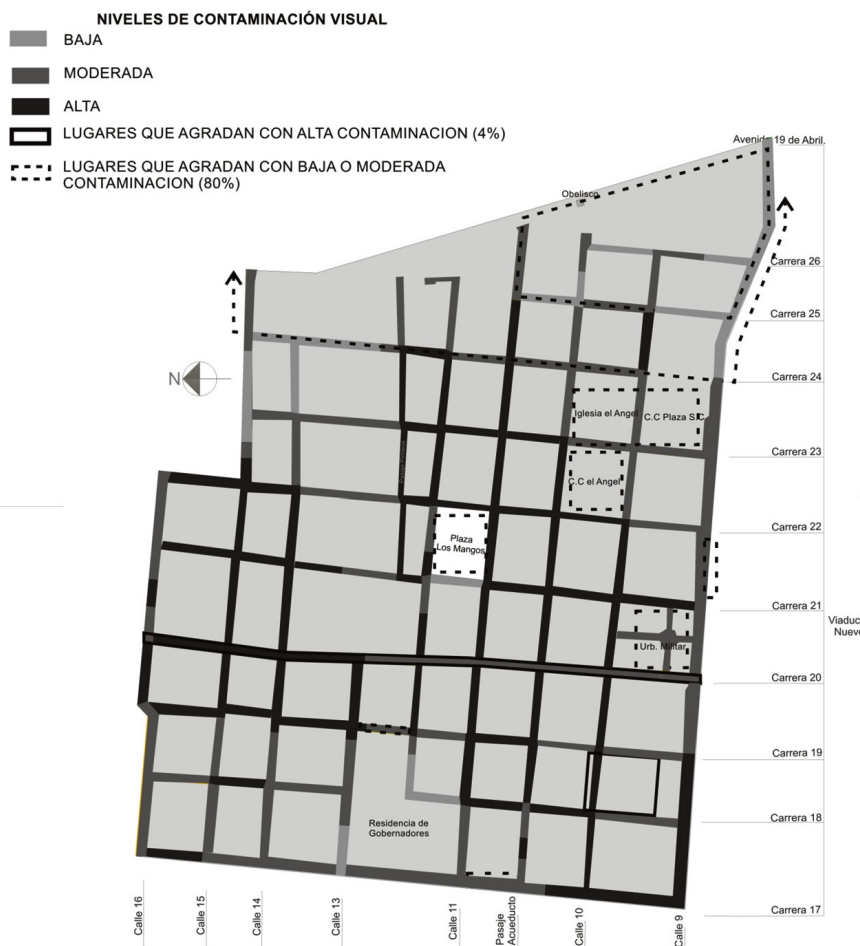 NIVELES DE CONTAMINACIÓN VISUAL
BAJA
MODERADA
ALTA
LUGARES QUE AGRADAN CON ALTA CONTAMINACION (4%)
LUGARES QUE AGRADAN CON BAJA O MODERADA
CONTAMINACION (80%)
Avenida 19 de Abril.
Obelisco
Carrera 26
Carrera 25
N
Carrera 24
Iglesia el Angel
C.C Plaza S.C
Carrera 23
C.C el Angel
Carrera 22
Plaza
Los Mangos
Carrera 21
Viaduc
Nuevo
Urb. Militar
Carrera 20
Carrera 19
Residencia de
Gobernadores
Carrera 18
Carrera 17
Calle 16
Calle 15
Calle 14
Calle 13
Calle 11
Pasaje
Acueducto
Calle 10
Calle 9